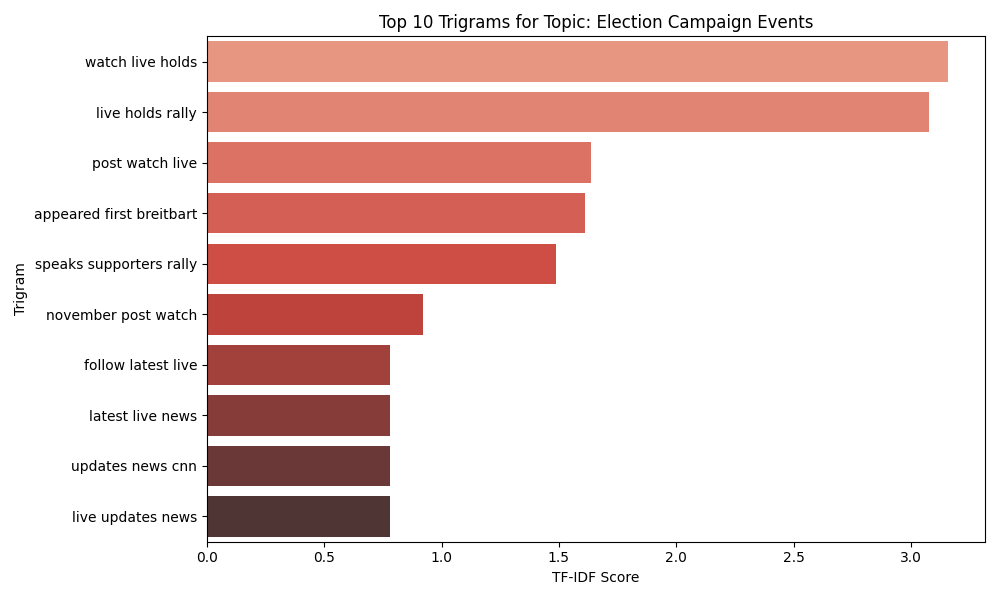 Top 10 Trigrams for Topic: Election Campaign Events
watch live holds
live holds rally
post watch live
appeared first breitbart
speaks supporters rally
november post watch
follow latest live
latest live news
updates news cnn
live updates news
Trigram
0.0 0.5 1.0 1.5 2.0 2.5 3.0
TF-IDF Score